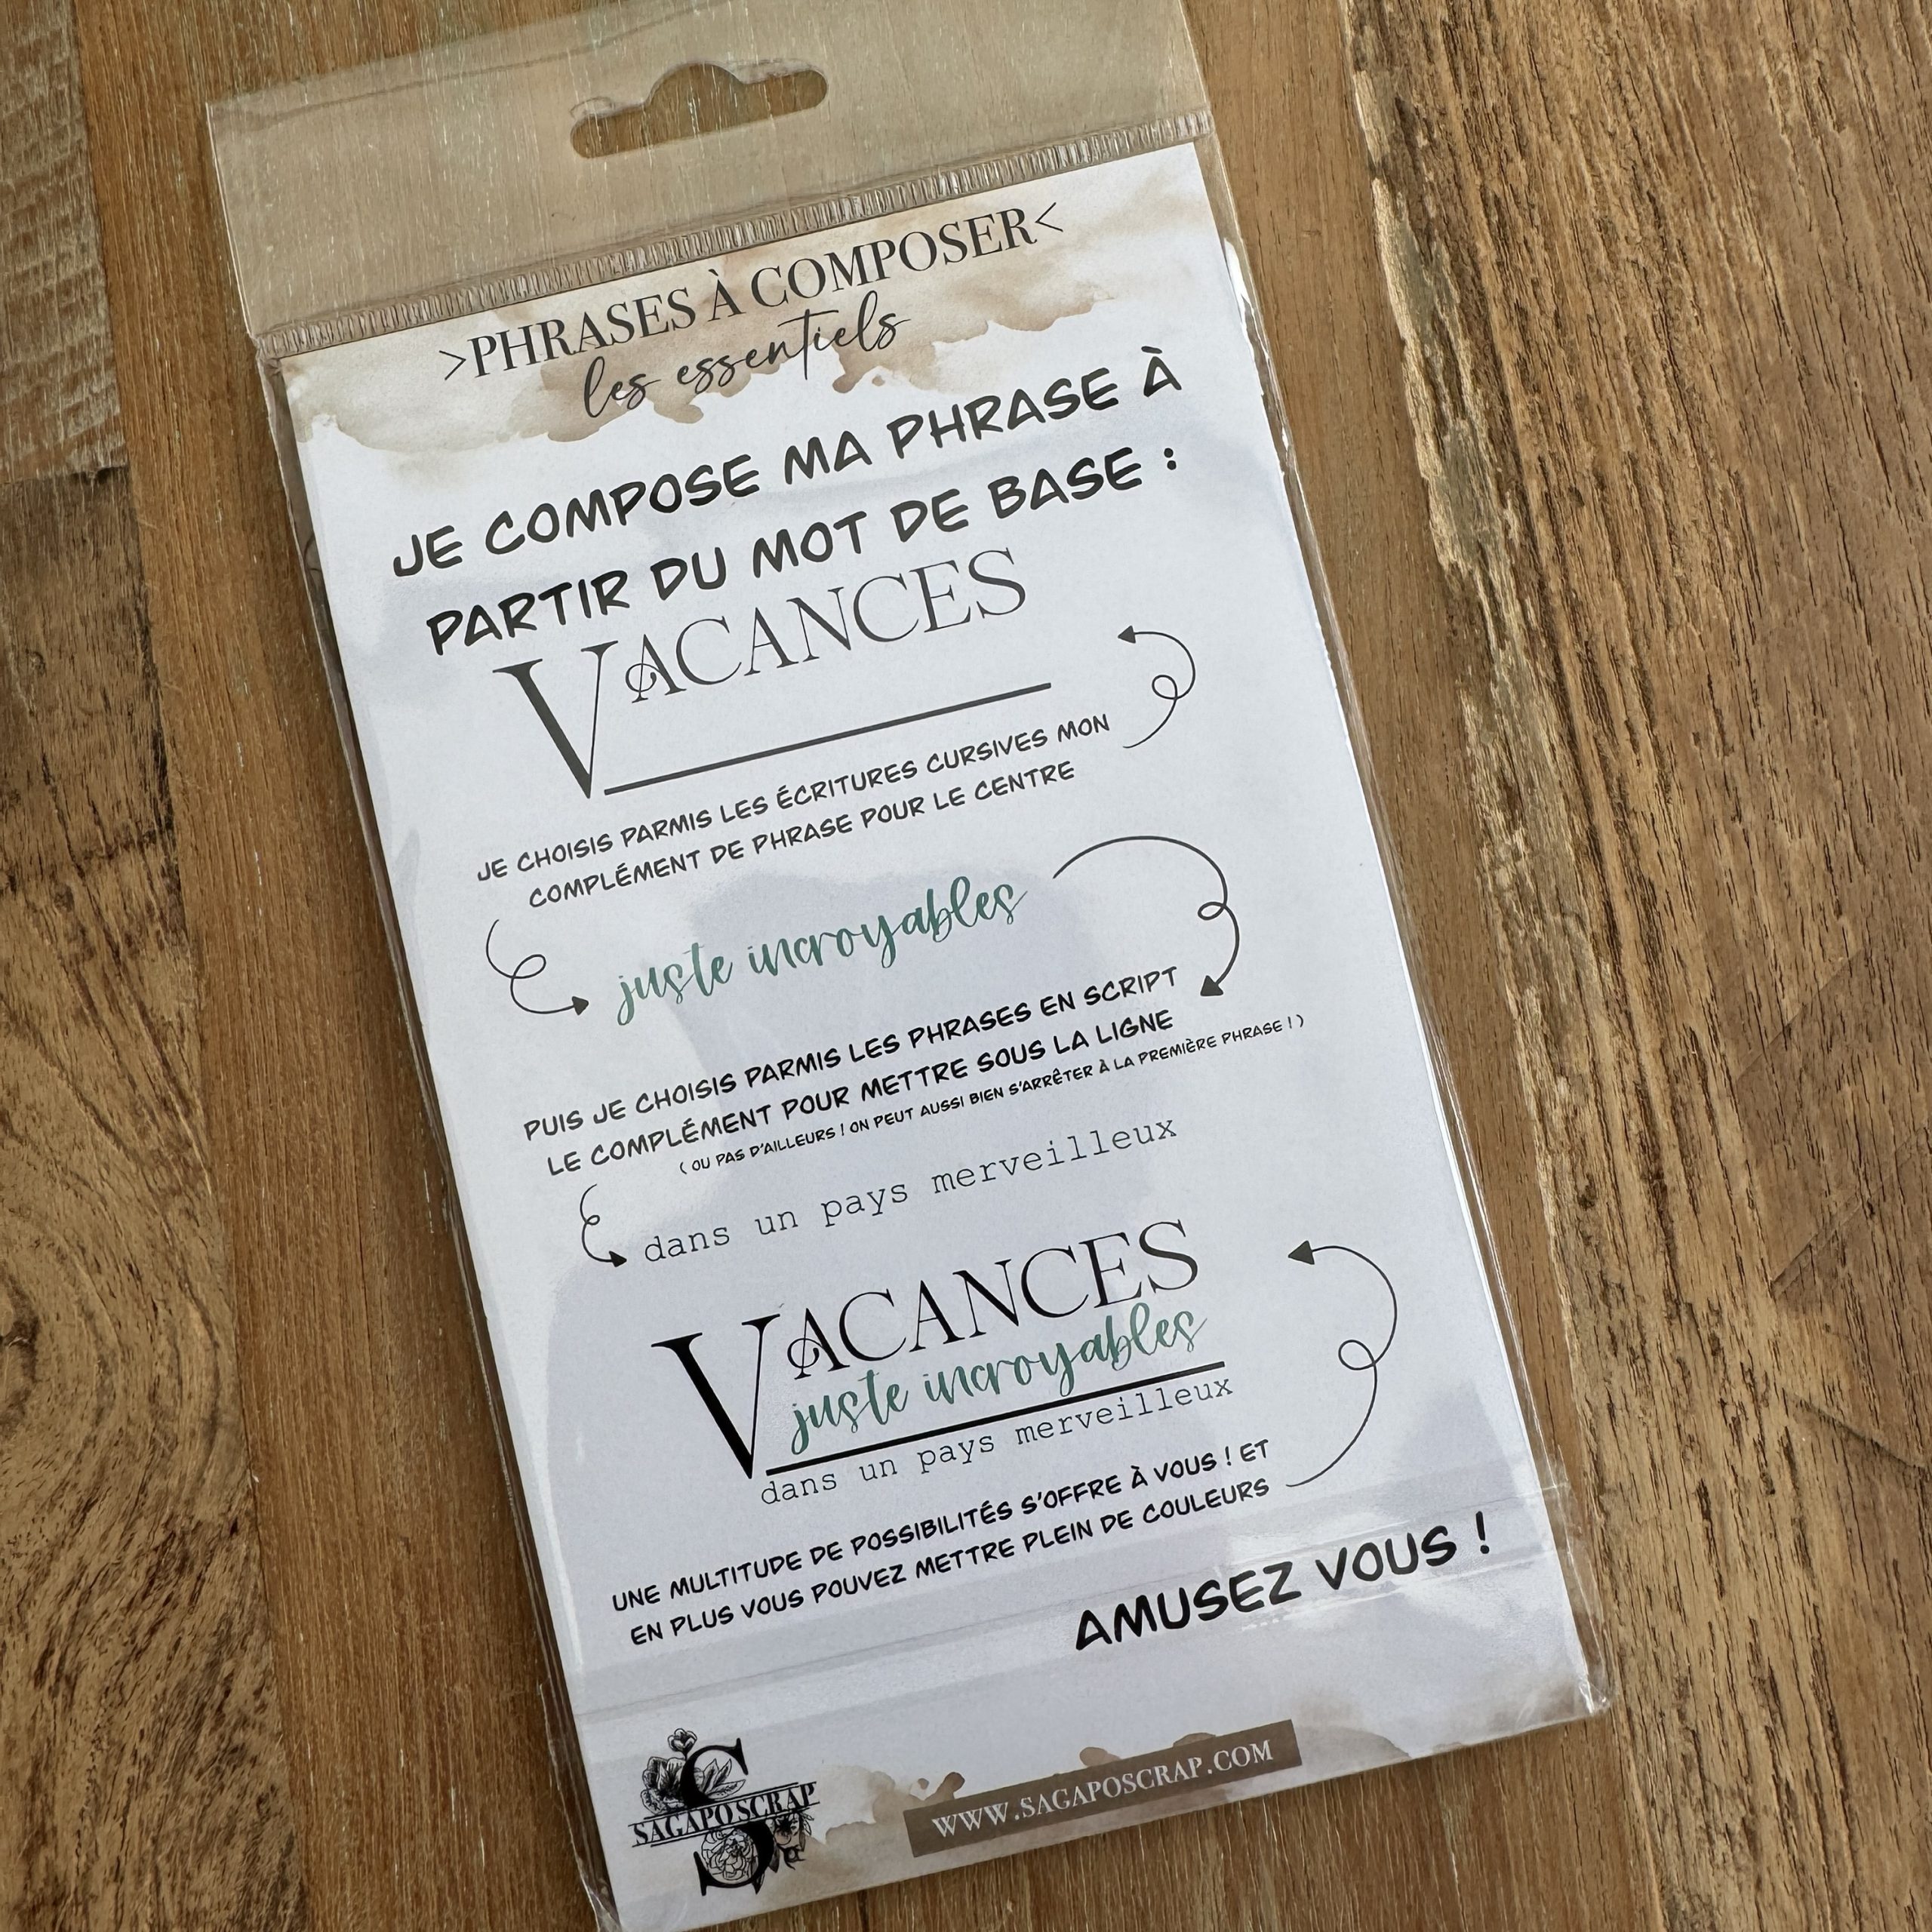 >PHRASES À COMPOSER<
les essentiels
JE COMPOSE MA PHRASE À
PARTIR DU MOT DE BASE :
VACANCES
JE CHOISIS PARMIS LES ÉCRITURES CURSIVES MON
COMPLÉMENT DE PHRASE POUR LE CENTRE
juste incroyables
PUIS JE CHOISIS PARMIS LES PHRASES EN SCRIPT
LE COMPLÉMENT POUR METTRE SOUS LA LIGNE
( OU PAS D'AILLEURS ! ON PEUT AUSSI BIEN S'ARRÊTER À LA PREMIÈRE PHRASE ! )
dans un pays merveilleux
VACANCES
juste incroyables
dans un pays merveilleux
UNE MULTITUDE DE POSSIBILITÉS S'OFFRE À VOUS ! ET
EN PLUS VOUS POUVEZ METTRE PLEIN DE COULEURS
AMUSEZ VOUS !
S
SAGAPOSCRAP
WWW.SAGAPOSCRAP.COM